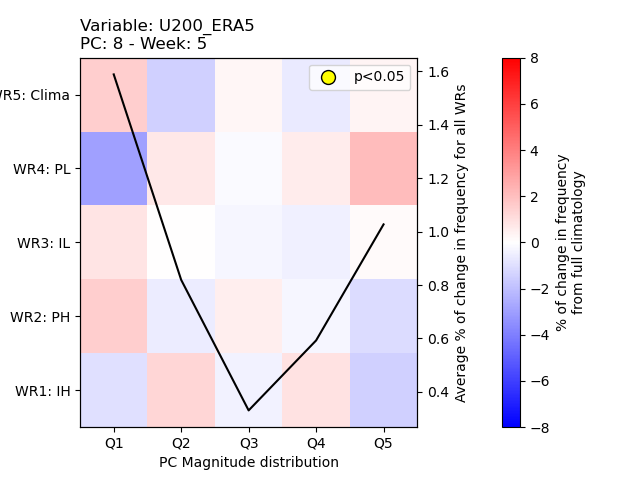 Variable: U200_ERA5
PC: 8 - Week: 5
p<0.05
WR5: Clima
WR4: PL
WR3: IL
WR2: PH
WR1: IH
Q1 Q2 Q3 Q4 Q5
PC Magnitude distribution
1.6
1.4
1.2
1.0
0.8
0.6
0.4
Average % of change in frequency for all WRs
8
6
4
2
0
−2
−4
−6
−8
% of change in frequency
from full climatology